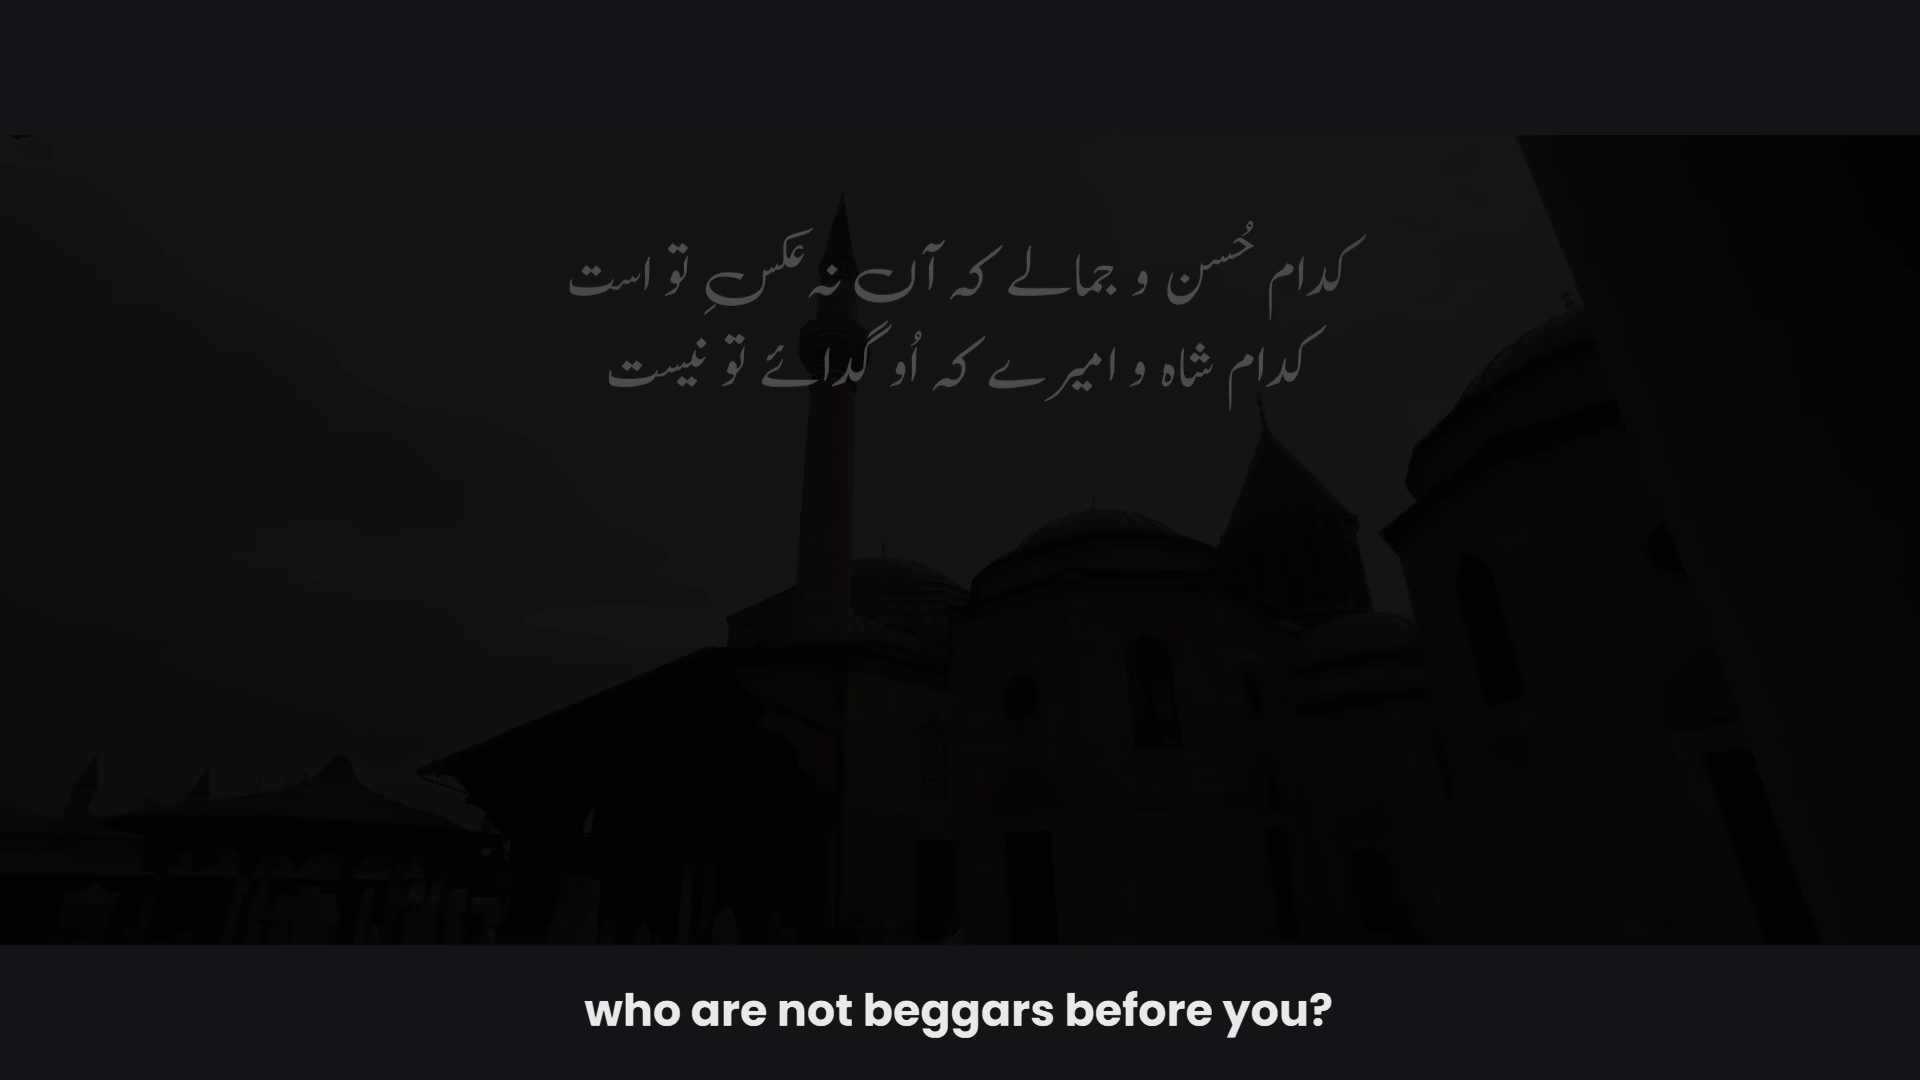 کدام حُسن و جمالے کہ آں نہ عکسِ تو است
کدام شاہ و امیرے کہ اُو گدائے تو نیست
who are not beggars before you?